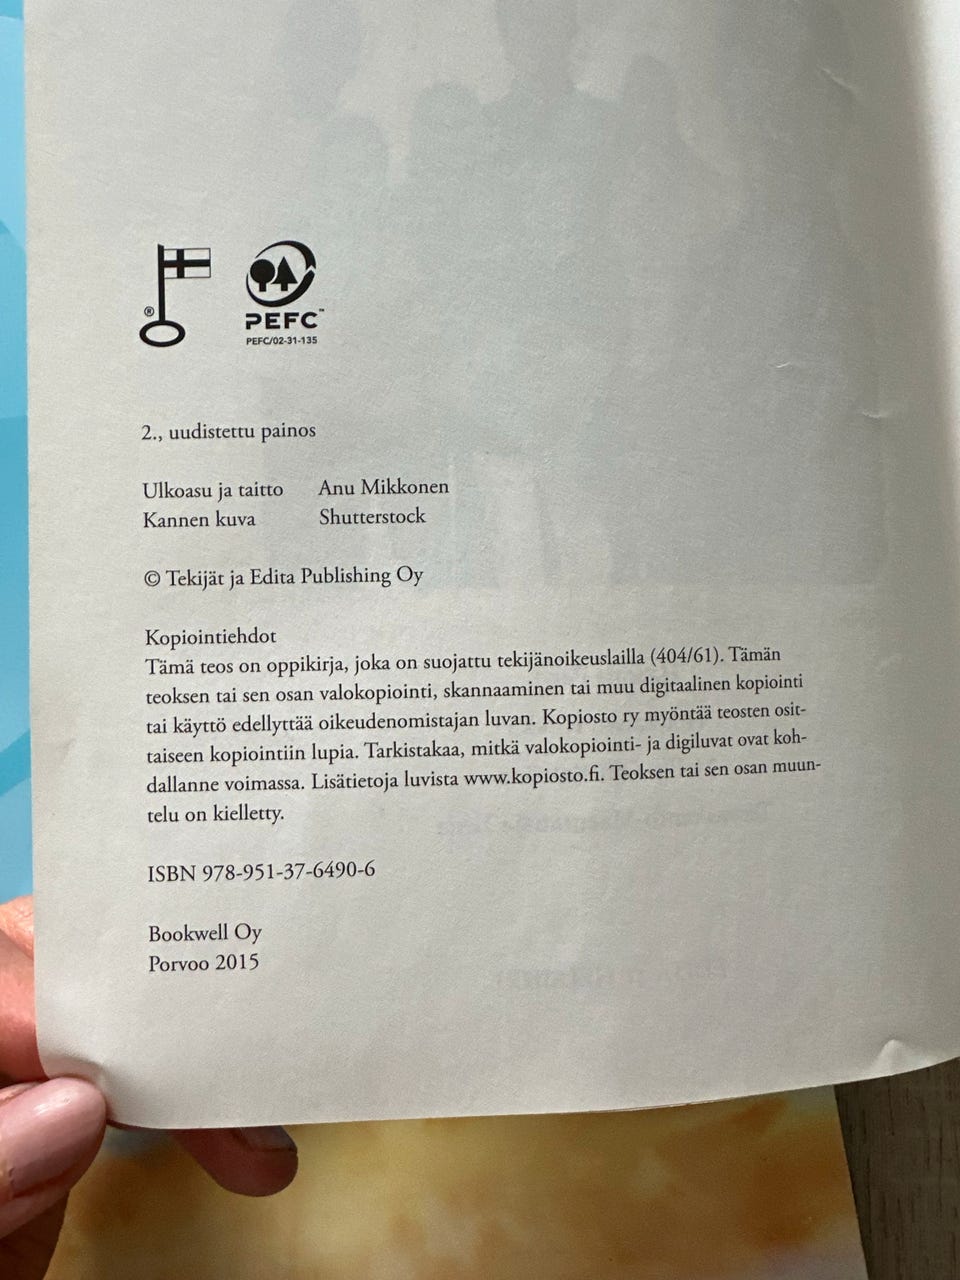 ®
PEFC™
PEFC/02-31-135
2., uudistettu painos
Ulkoasu ja taitto Anu Mikkonen
Kannen kuva Shutterstock
© Tekijät ja Edita Publishing Oy
Kopiointiehdot
Tämä teos on oppikirja, joka on suojattu tekijänoikeuslailla (404/61). Tämän
teoksen tai sen osan valokopiointi, skannaaminen tai muu digitaalinen kopiointi
tai käyttö edellyttää oikeudenomistajan luvan. Kopiosto ry myöntää teosten osit-
taiseen kopiointiin lupia. Tarkistakaa, mitkä valokopiointi- ja digiluvat ovat koh-
dallanne voimassa. Lisätietoja luvista www.kopiosto.fi. Teoksen tai sen osan muun-
telu on kielletty.
ISBN 978-951-37-6490-6
Bookwell Oy
Porvoo 2015